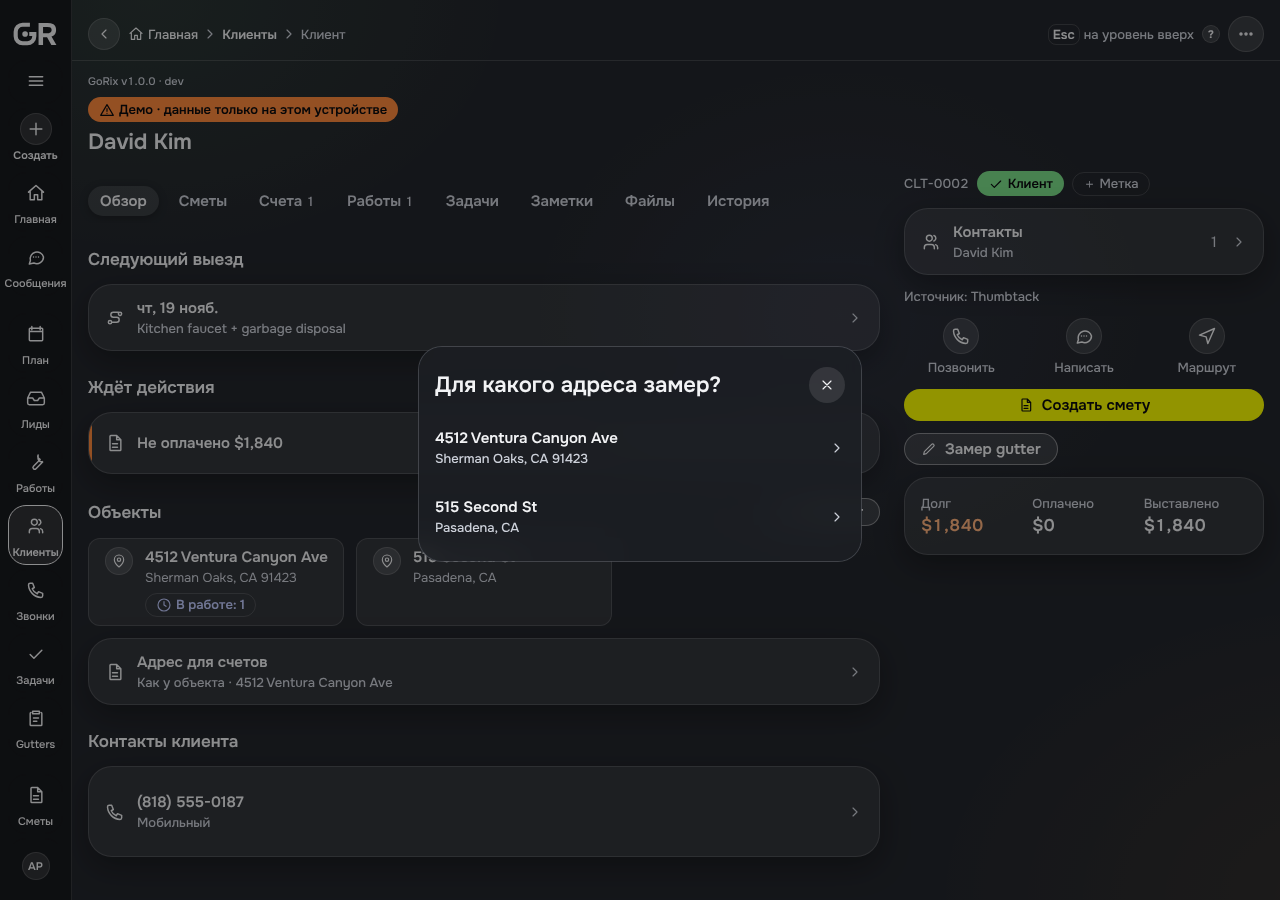 GR
Создать
Главная
Сообщения
План
Лиды
Работы
Клиенты
Звонки
Задачи
Gutters
Сметы
AP
Главная
Клиенты
Клиент
Esc на уровень вверх ?
GoRix v1.0.0 · dev
Демо · данные только на этом устройстве
David Kim
Обзор
Сметы
Счета 1
Работы 1
Задачи
Заметки
Файлы
История
Следующий выезд
чт, 19 нояб.
Kitchen faucet + garbage disposal
Ждёт действия
Не оплачено $1,840
Объекты
4512 Ventura Canyon Ave
Sherman Oaks, CA 91423
В работе: 1
Pasadena, CA
Адрес для счетов
Как у объекта · 4512 Ventura Canyon Ave
Контакты клиента
(818) 555-0187
Мобильный
Для какого адреса замер?
4512 Ventura Canyon Ave
Sherman Oaks, CA 91423
515 Second St
Pasadena, CA
CLT-0002
Клиент
+ Метка
Контакты
David Kim
1
Источник: Thumbtack
Позвонить
Написать
Маршрут
Создать смету
Замер gutter
Долг
$1,840
Оплачено
$0
Выставлено
$1,840